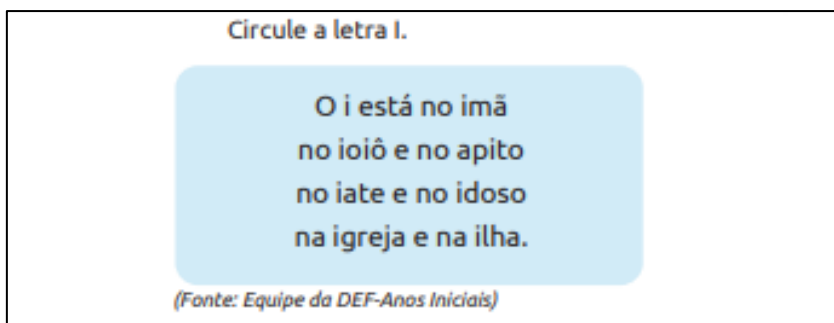 Circule a letra I.
O i está no imã
no ioiô e no apito
no iate e no idoso
na igreja e na ilha.
(Fonte: Equipe da DEF-Anos Iniciais)